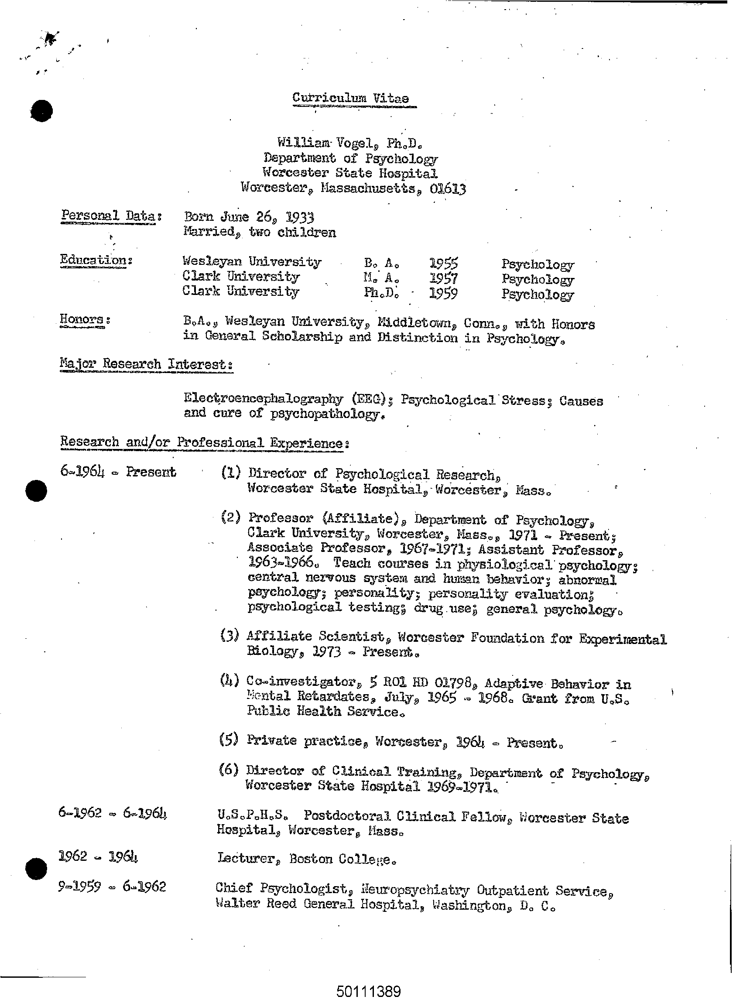 Curriculum Vitae
William Vogel, Ph.D.
Department of Psychology
Worcester State Hospital
Worcester, Massachusetts, 01613
Personal Data: Born June 26, 1933
Married, two children
Education: Wesleyan University B. A. 1955 Psychology
Clark University M. A. 1957 Psychology
Clark University Ph.D. 1959 Psychology
Honors: B.A., Wesleyan University, Middletown, Conn., with Honors
in General Scholarship and Distinction in Psychology.
Major Research Interest:
Electroencephalography (EEG); Psychological Stress; Causes
and cure of psychopathology.
Research and/or Professional Experience:
6-1964 - Present (1) Director of Psychological Research,
Worcester State Hospital, Worcester, Mass.
(2) Professor (Affiliate), Department of Psychology,
Clark University, Worcester, Mass., 1971 - Present;
Associate Professor, 1967-1971; Assistant Professor,
1963-1966. Teach courses in physiological psychology;
central nervous system and human behavior; abnormal
psychology; personality; personality evaluation;
psychological testing; drug use; general psychology.
(3) Affiliate Scientist, Worcester Foundation for Experimental
Biology, 1973 - Present.
(4) Co-investigator, 5 RO1 HD 01798, Adaptive Behavior in
Mental Retardates, July, 1965 - 1968. Grant from U.S.
Public Health Service.
(5) Private practice, Worcester, 1964 - Present.
(6) Director of Clinical Training, Department of Psychology,
Worcester State Hospital 1969-1971.
6-1962 - 6-1964 U.S.P.H.S. Postdoctoral Clinical Fellow, Worcester State
Hospital, Worcester, Mass.
1962 - 1964 Lecturer, Boston College.
9-1959 - 6-1962 Chief Psychologist, Neuropsychiatry Outpatient Service,
Walter Reed General Hospital, Washington, D. C.
50111389